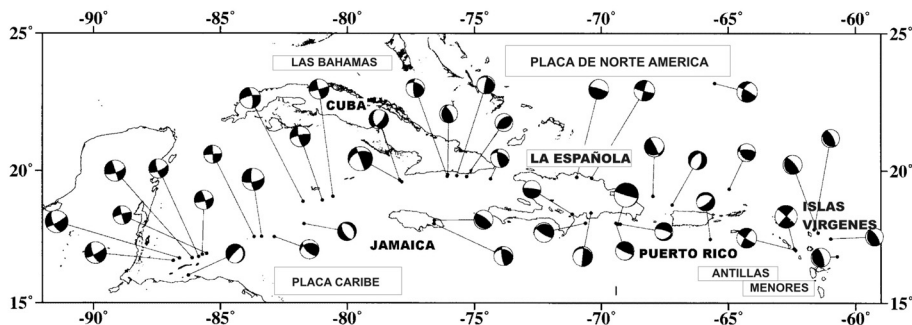 -90° -85° -80° -75° -70° -65° -60°
25° 25°
LAS BAHAMAS
PLACA DE NORTE AMERICA
CUBA
20° 20°
LA ESPAÑOLA
ISLAS
VIRGENES
JAMAICA
PUERTO RICO
PLACA CARIBE
ANTILLAS
MENORES
15° 15°
-90° -85° -80° -75° -70° -65° -60°